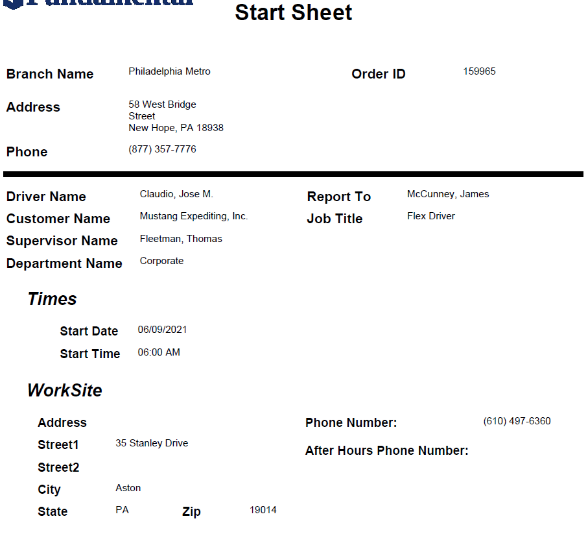 Fundamental
Start Sheet
Branch Name Philadelphia Metro Order ID 159965
Address 58 West Bridge
Street
New Hope, PA 18938
Phone (877) 357-7776
Driver Name Claudio, Jose M. Report To McCunney, James
Customer Name Mustang Expediting, Inc. Job Title Flex Driver
Supervisor Name Fleetman, Thomas
Department Name Corporate
Times
Start Date 06/09/2021
Start Time 06:00 AM
WorkSite
Address Phone Number: (610) 497-6360
Street1 35 Stanley Drive
After Hours Phone Number:
Street2
City Aston
State PA Zip 19014